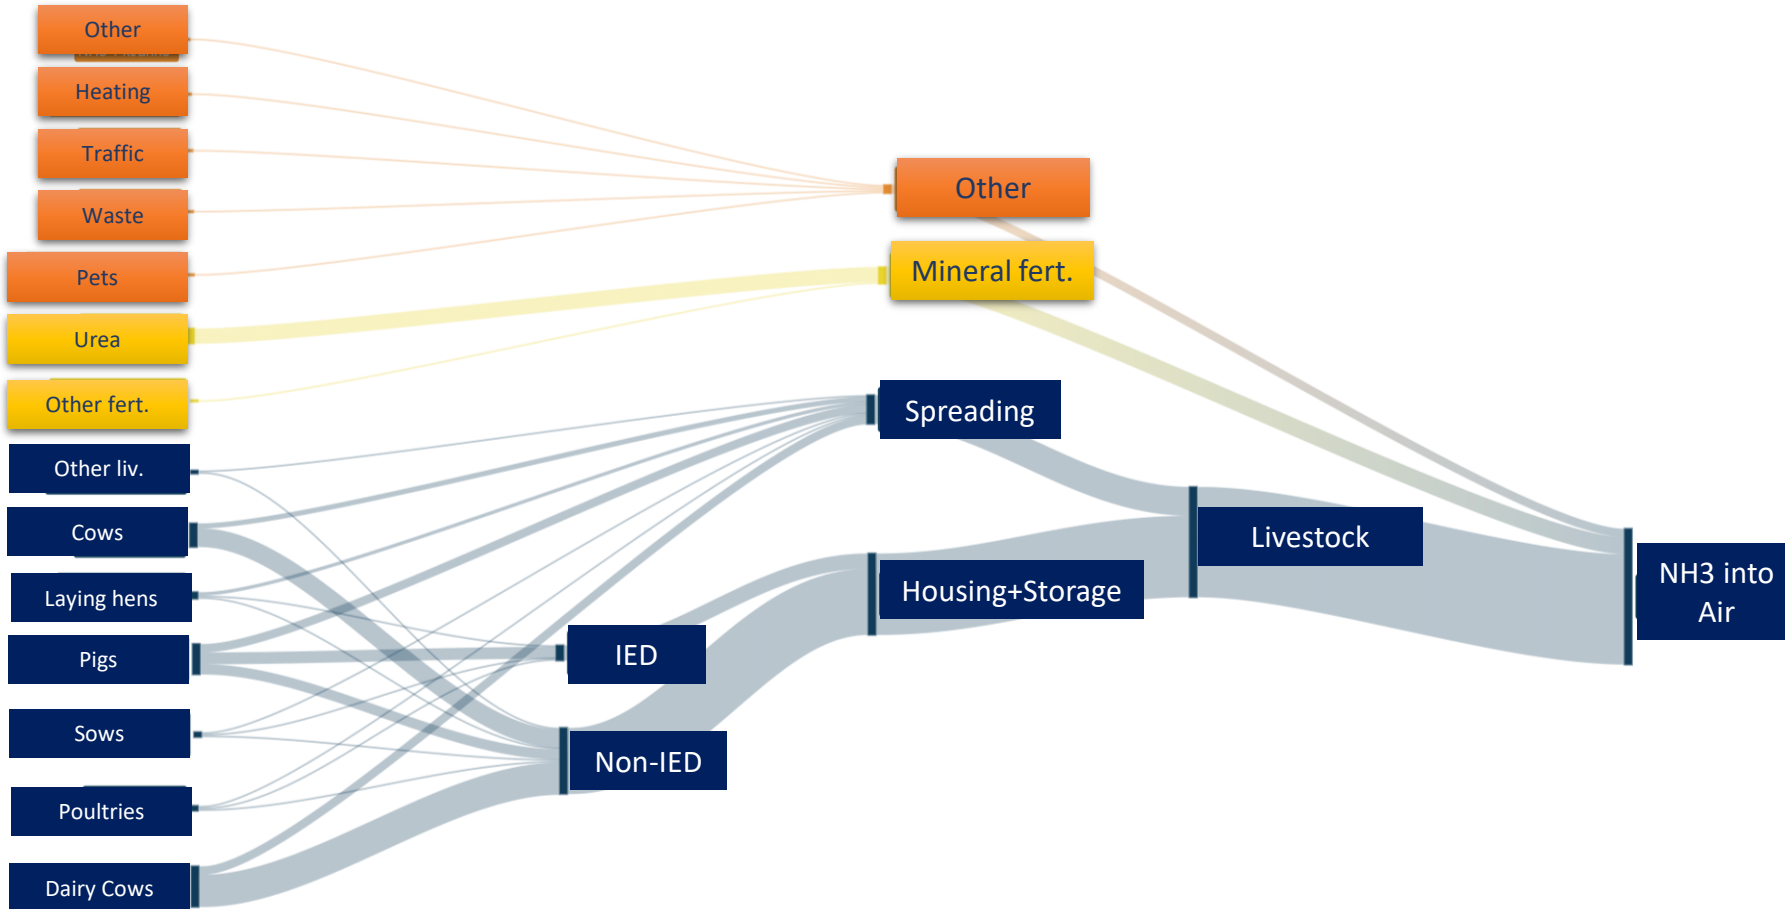 Other
Heating
Traffic
Waste
Pets
Urea
Other fert.
Other liv.
Cows
Laying hens
Pigs
Sows
Poultries
Dairy Cows
IED
Non-IED
Other
Mineral fert.
Spreading
Housing+Storage
Livestock
NH3 into
Air